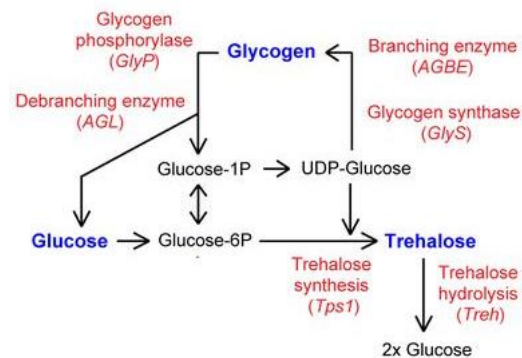 Glycogen
phosphorylase
(GlyP)
Glycogen
Branching enzyme
(AGBE)
Debranching enzyme
(AGL)
Glycogen synthase
(GlyS)
Glucose-1P
UDP-Glucose
Glucose
Glucose-6P
Trehalose
Trehalose
synthesis
(Tps1)
Trehalose
hydrolysis
(Treh)
2x Glucose